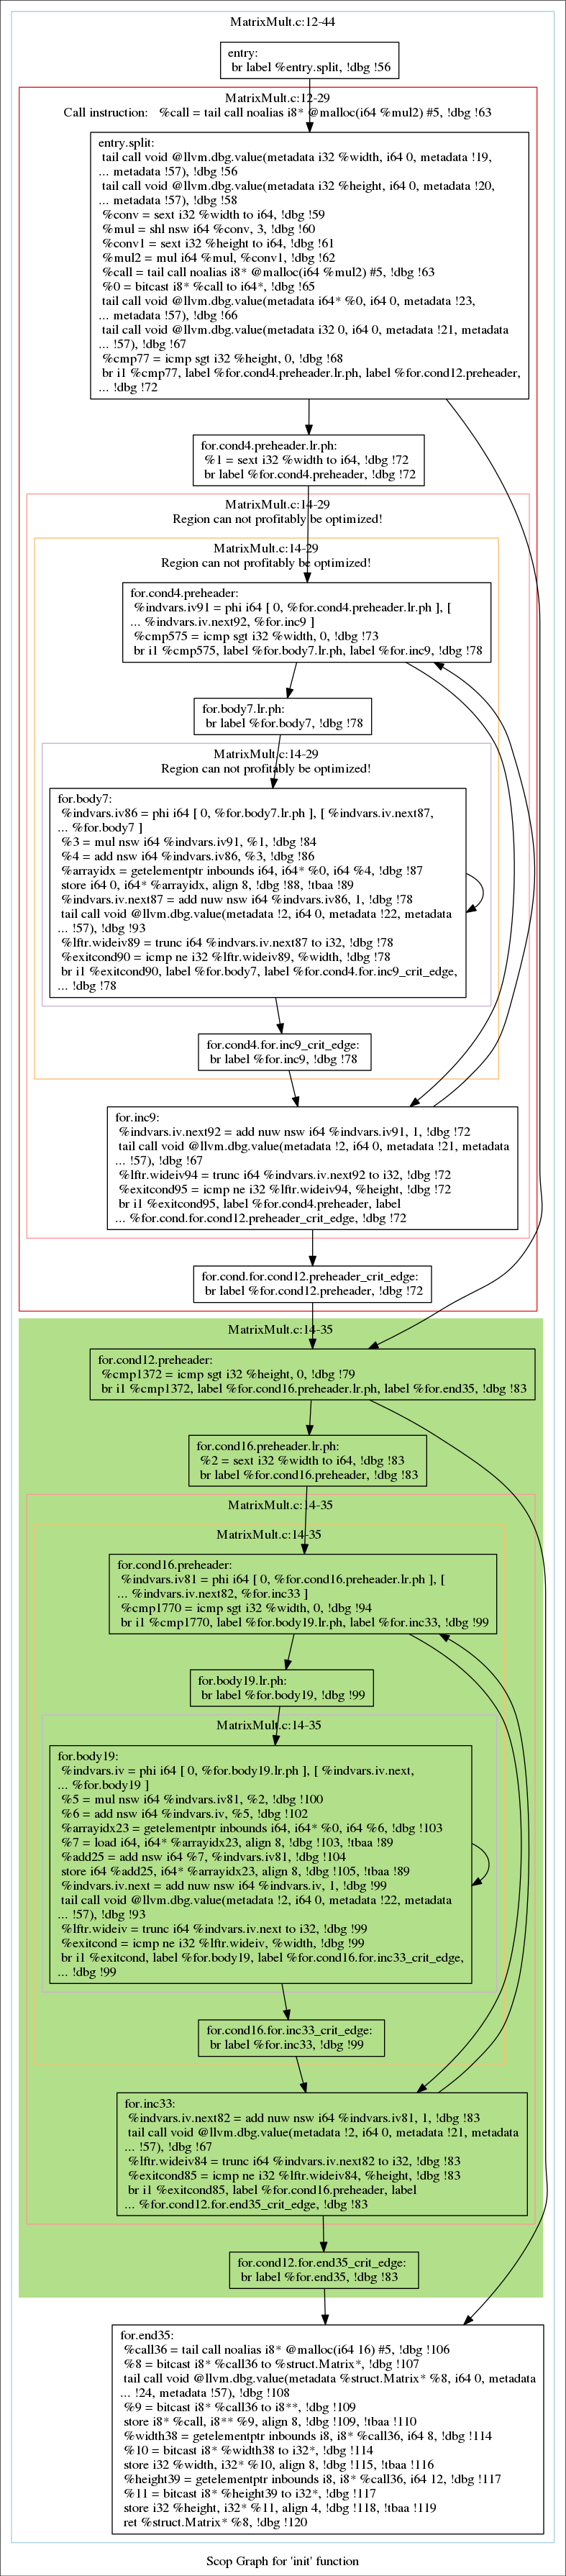 MatrixMult.c:12-44
entry:
br label %entry.split, !dbg !56
MatrixMult.c:12-29
Call instruction:   %call = tail call noalias i8* @malloc(i64 %mul2) #5, !dbg !63
entry.split:
tail call void @llvm.dbg.value(metadata i32 %width, i64 0, metadata !19,
... metadata !57), !dbg !56
tail call void @llvm.dbg.value(metadata i32 %height, i64 0, metadata !20,
... metadata !57), !dbg !58
%conv = sext i32 %width to i64, !dbg !59
%mul = shl nsw i64 %conv, 3, !dbg !60
%conv1 = sext i32 %height to i64, !dbg !61
%mul2 = mul i64 %mul, %conv1, !dbg !62
%call = tail call noalias i8* @malloc(i64 %mul2) #5, !dbg !63
%0 = bitcast i8* %call to i64*, !dbg !65
tail call void @llvm.dbg.value(metadata i64* %0, i64 0, metadata !23,
... metadata !57), !dbg !66
tail call void @llvm.dbg.value(metadata i32 0, i64 0, metadata !21, metadata
... !57), !dbg !67
%cmp77 = icmp sgt i32 %height, 0, !dbg !68
br i1 %cmp77, label %for.cond4.preheader.lr.ph, label %for.cond12.preheader,
... !dbg !72
for.cond4.preheader.lr.ph:
%1 = sext i32 %width to i64, !dbg !72
br label %for.cond4.preheader, !dbg !72
MatrixMult.c:14-29
Region can not profitably be optimized!
MatrixMult.c:14-29
Region can not profitably be optimized!
for.cond4.preheader:
%indvars.iv91 = phi i64 [ 0, %for.cond4.preheader.lr.ph ], [
... %indvars.iv.next92, %for.inc9 ]
%cmp575 = icmp sgt i32 %width, 0, !dbg !73
br i1 %cmp575, label %for.body7.lr.ph, label %for.inc9, !dbg !78
for.body7.lr.ph:
br label %for.body7, !dbg !78
MatrixMult.c:14-29
Region can not profitably be optimized!
for.body7:
%indvars.iv86 = phi i64 [ 0, %for.body7.lr.ph ], [ %indvars.iv.next87,
... %for.body7 ]
%3 = mul nsw i64 %indvars.iv91, %1, !dbg !84
%4 = add nsw i64 %indvars.iv86, %3, !dbg !86
%arrayidx = getelementptr inbounds i64, i64* %0, i64 %4, !dbg !87
store i64 0, i64* %arrayidx, align 8, !dbg !88, !tbaa !89
%indvars.iv.next87 = add nuw nsw i64 %indvars.iv86, 1, !dbg !78
tail call void @llvm.dbg.value(metadata !2, i64 0, metadata !22, metadata
... !57), !dbg !93
%lftr.wideiv89 = trunc i64 %indvars.iv.next87 to i32, !dbg !78
%exitcond90 = icmp ne i32 %lftr.wideiv89, %width, !dbg !78
br i1 %exitcond90, label %for.body7, label %for.cond4.for.inc9_crit_edge,
... !dbg !78
for.cond4.for.inc9_crit_edge:
br label %for.inc9, !dbg !78
for.inc9:
%indvars.iv.next92 = add nuw nsw i64 %indvars.iv91, 1, !dbg !72
tail call void @llvm.dbg.value(metadata !2, i64 0, metadata !21, metadata
... !57), !dbg !67
%lftr.wideiv94 = trunc i64 %indvars.iv.next92 to i32, !dbg !72
%exitcond95 = icmp ne i32 %lftr.wideiv94, %height, !dbg !72
br i1 %exitcond95, label %for.cond4.preheader, label
... %for.cond.for.cond12.preheader_crit_edge, !dbg !72
for.cond.for.cond12.preheader_crit_edge:
br label %for.cond12.preheader, !dbg !72
MatrixMult.c:14-35
for.cond12.preheader:
%cmp1372 = icmp sgt i32 %height, 0, !dbg !79
br i1 %cmp1372, label %for.cond16.preheader.lr.ph, label %for.end35, !dbg !83
for.cond16.preheader.lr.ph:
%2 = sext i32 %width to i64, !dbg !83
br label %for.cond16.preheader, !dbg !83
MatrixMult.c:14-35
MatrixMult.c:14-35
for.cond16.preheader:
%indvars.iv81 = phi i64 [ 0, %for.cond16.preheader.lr.ph ], [
... %indvars.iv.next82, %for.inc33 ]
%cmp1770 = icmp sgt i32 %width, 0, !dbg !94
br i1 %cmp1770, label %for.body19.lr.ph, label %for.inc33, !dbg !99
for.body19.lr.ph:
br label %for.body19, !dbg !99
MatrixMult.c:14-35
for.body19:
%indvars.iv = phi i64 [ 0, %for.body19.lr.ph ], [ %indvars.iv.next,
... %for.body19 ]
%5 = mul nsw i64 %indvars.iv81, %2, !dbg !100
%6 = add nsw i64 %indvars.iv, %5, !dbg !102
%arrayidx23 = getelementptr inbounds i64, i64* %0, i64 %6, !dbg !103
%7 = load i64, i64* %arrayidx23, align 8, !dbg !103, !tbaa !89
%add25 = add nsw i64 %7, %indvars.iv81, !dbg !104
store i64 %add25, i64* %arrayidx23, align 8, !dbg !105, !tbaa !89
%indvars.iv.next = add nuw nsw i64 %indvars.iv, 1, !dbg !99
tail call void @llvm.dbg.value(metadata !2, i64 0, metadata !22, metadata
... !57), !dbg !93
%lftr.wideiv = trunc i64 %indvars.iv.next to i32, !dbg !99
%exitcond = icmp ne i32 %lftr.wideiv, %width, !dbg !99
br i1 %exitcond, label %for.body19, label %for.cond16.for.inc33_crit_edge,
... !dbg !99
for.cond16.for.inc33_crit_edge:
br label %for.inc33, !dbg !99
for.inc33:
%indvars.iv.next82 = add nuw nsw i64 %indvars.iv81, 1, !dbg !83
tail call void @llvm.dbg.value(metadata !2, i64 0, metadata !21, metadata
... !57), !dbg !67
%lftr.wideiv84 = trunc i64 %indvars.iv.next82 to i32, !dbg !83
%exitcond85 = icmp ne i32 %lftr.wideiv84, %height, !dbg !83
br i1 %exitcond85, label %for.cond16.preheader, label
... %for.cond12.for.end35_crit_edge, !dbg !83
for.cond12.for.end35_crit_edge:
br label %for.end35, !dbg !83
for.end35:
%call36 = tail call noalias i8* @malloc(i64 16) #5, !dbg !106
%8 = bitcast i8* %call36 to %struct.Matrix*, !dbg !107
tail call void @llvm.dbg.value(metadata %struct.Matrix* %8, i64 0, metadata
... !24, metadata !57), !dbg !108
%9 = bitcast i8* %call36 to i8**, !dbg !109
store i8* %call, i8** %9, align 8, !dbg !109, !tbaa !110
%width38 = getelementptr inbounds i8, i8* %call36, i64 8, !dbg !114
%10 = bitcast i8* %width38 to i32*, !dbg !114
store i32 %width, i32* %10, align 8, !dbg !115, !tbaa !116
%height39 = getelementptr inbounds i8, i8* %call36, i64 12, !dbg !117
%11 = bitcast i8* %height39 to i32*, !dbg !117
store i32 %height, i32* %11, align 4, !dbg !118, !tbaa !119
ret %struct.Matrix* %8, !dbg !120
Scop Graph for 'init' function